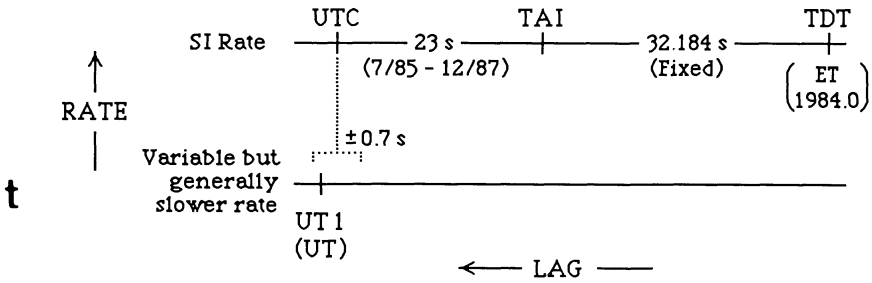 UTC TAI TDT
SI Rate 23 s 32.184 s
(7/85 - 12/87) (Fixed) ( ET
1984.0)
RATE
±0.7 s
Variable but
generally
slower rate
t
UT1
(UT)
LAG